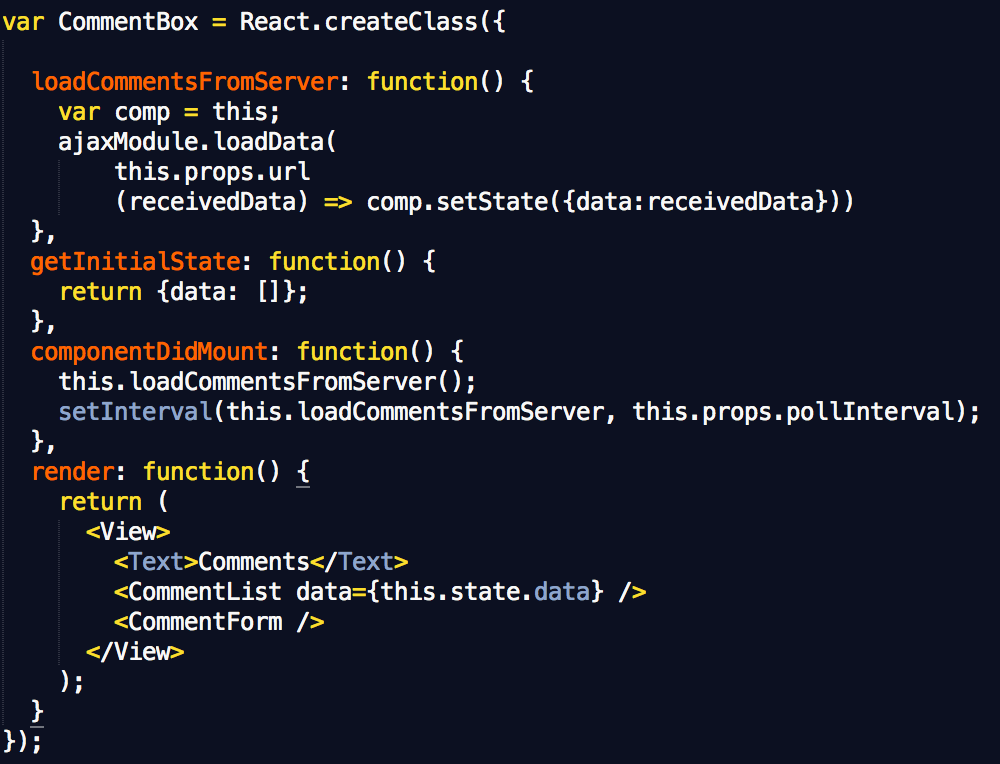 var CommentBox = React.createClass({
loadCommentsFromServer: function() {
var comp = this;
ajaxModule.loadData(
this.props.url
(receivedData) => comp.setState({data:receivedData}))
},
getInitialState: function() {
return {data: []};
},
componentDidMount: function() {
this.loadCommentsFromServer();
setInterval(this.loadCommentsFromServer, this.props.pollInterval);
},
render: function() {
return (
<View>
<Text>Comments</Text>
<CommentList data={this.state.data} />
<CommentForm />
</View>
);
}
});